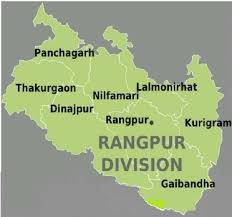 Panchagarh
Thakurgaon
Lalmonirhat
Nilfamari
Dinajpur
Rangpur
Kurigram
RANGPUR
DIVISION
Gaibandha